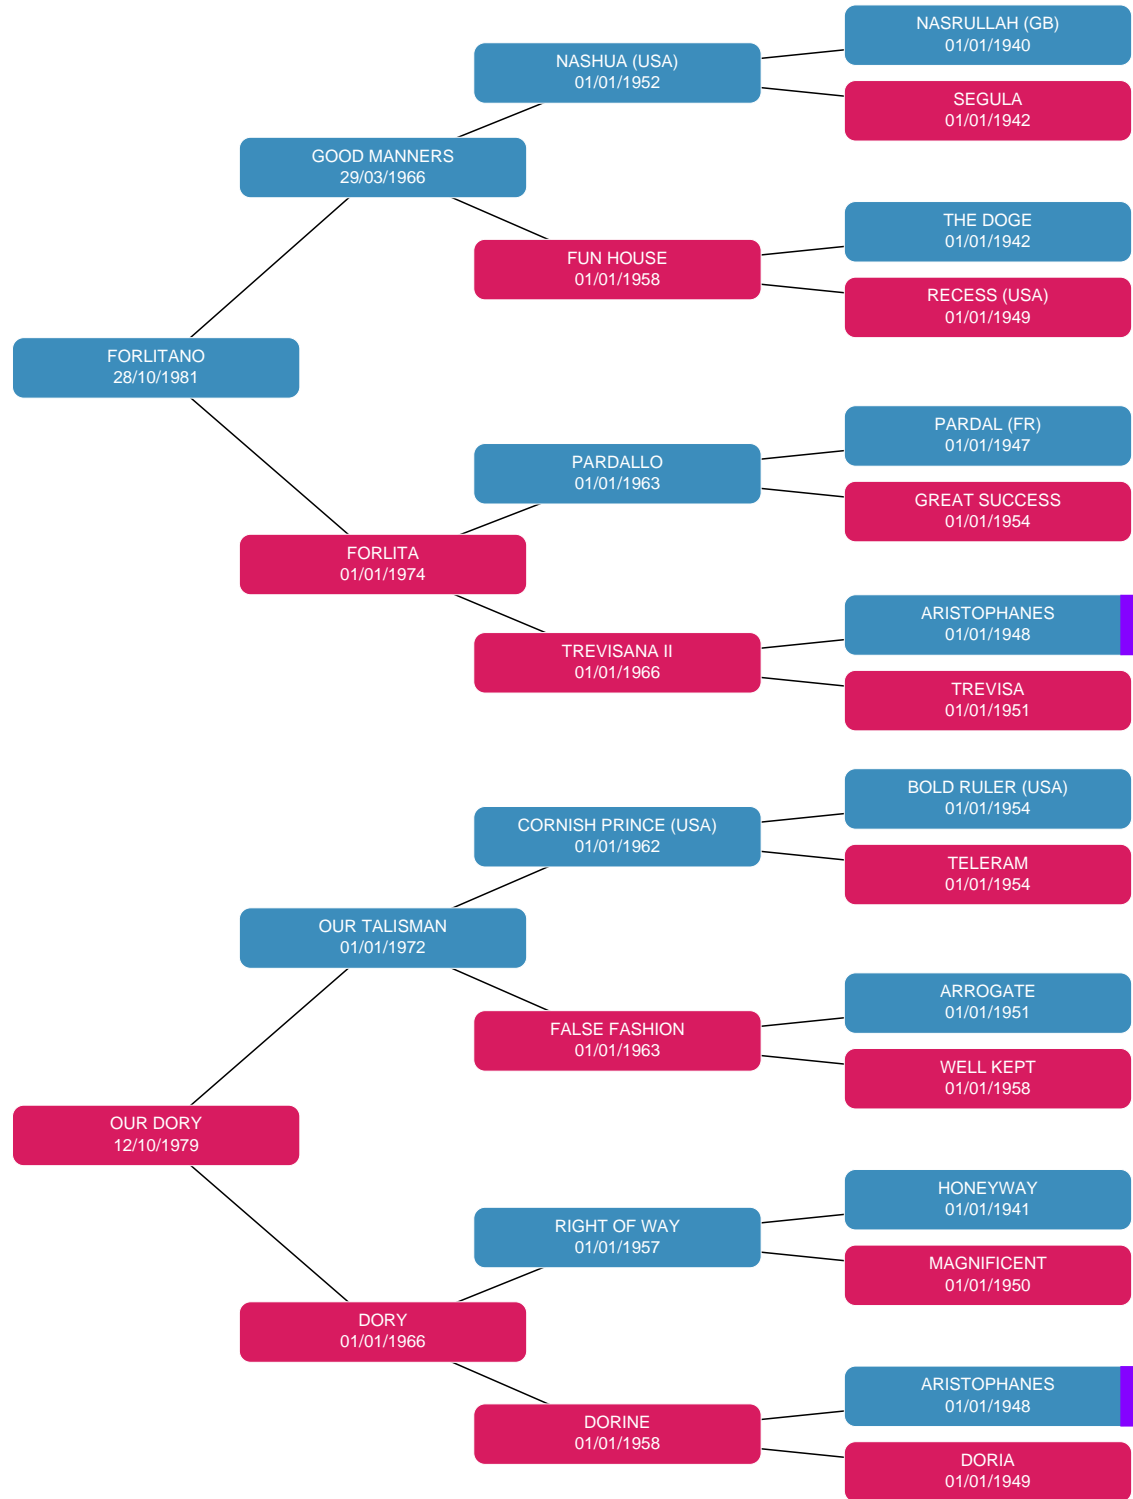 NASRULLAH (GB)
01/01/1940
NASHUA (USA)
01/01/1952
SEGULA
01/01/1942
GOOD MANNERS
29/03/1966
THE DOGE
01/01/1942
FUN HOUSE
01/01/1958
RECESS (USA)
01/01/1949
FORLITANO
28/10/1981
PARDAL (FR)
01/01/1947
PARDALLO
01/01/1963
GREAT SUCCESS
01/01/1954
FORLITA
01/01/1974
ARISTOPHANES
01/01/1948
TREVISANA II
01/01/1966
TREVISA
01/01/1951
BOLD RULER (USA)
01/01/1954
CORNISH PRINCE (USA)
01/01/1962
TELERAM
01/01/1954
OUR TALISMAN
01/01/1972
ARROGATE
01/01/1951
FALSE FASHION
01/01/1963
WELL KEPT
01/01/1958
OUR DORY
12/10/1979
HONEYWAY
01/01/1941
RIGHT OF WAY
01/01/1957
MAGNIFICENT
01/01/1950
DORY
01/01/1966
ARISTOPHANES
01/01/1948
DORINE
01/01/1958
DORIA
01/01/1949